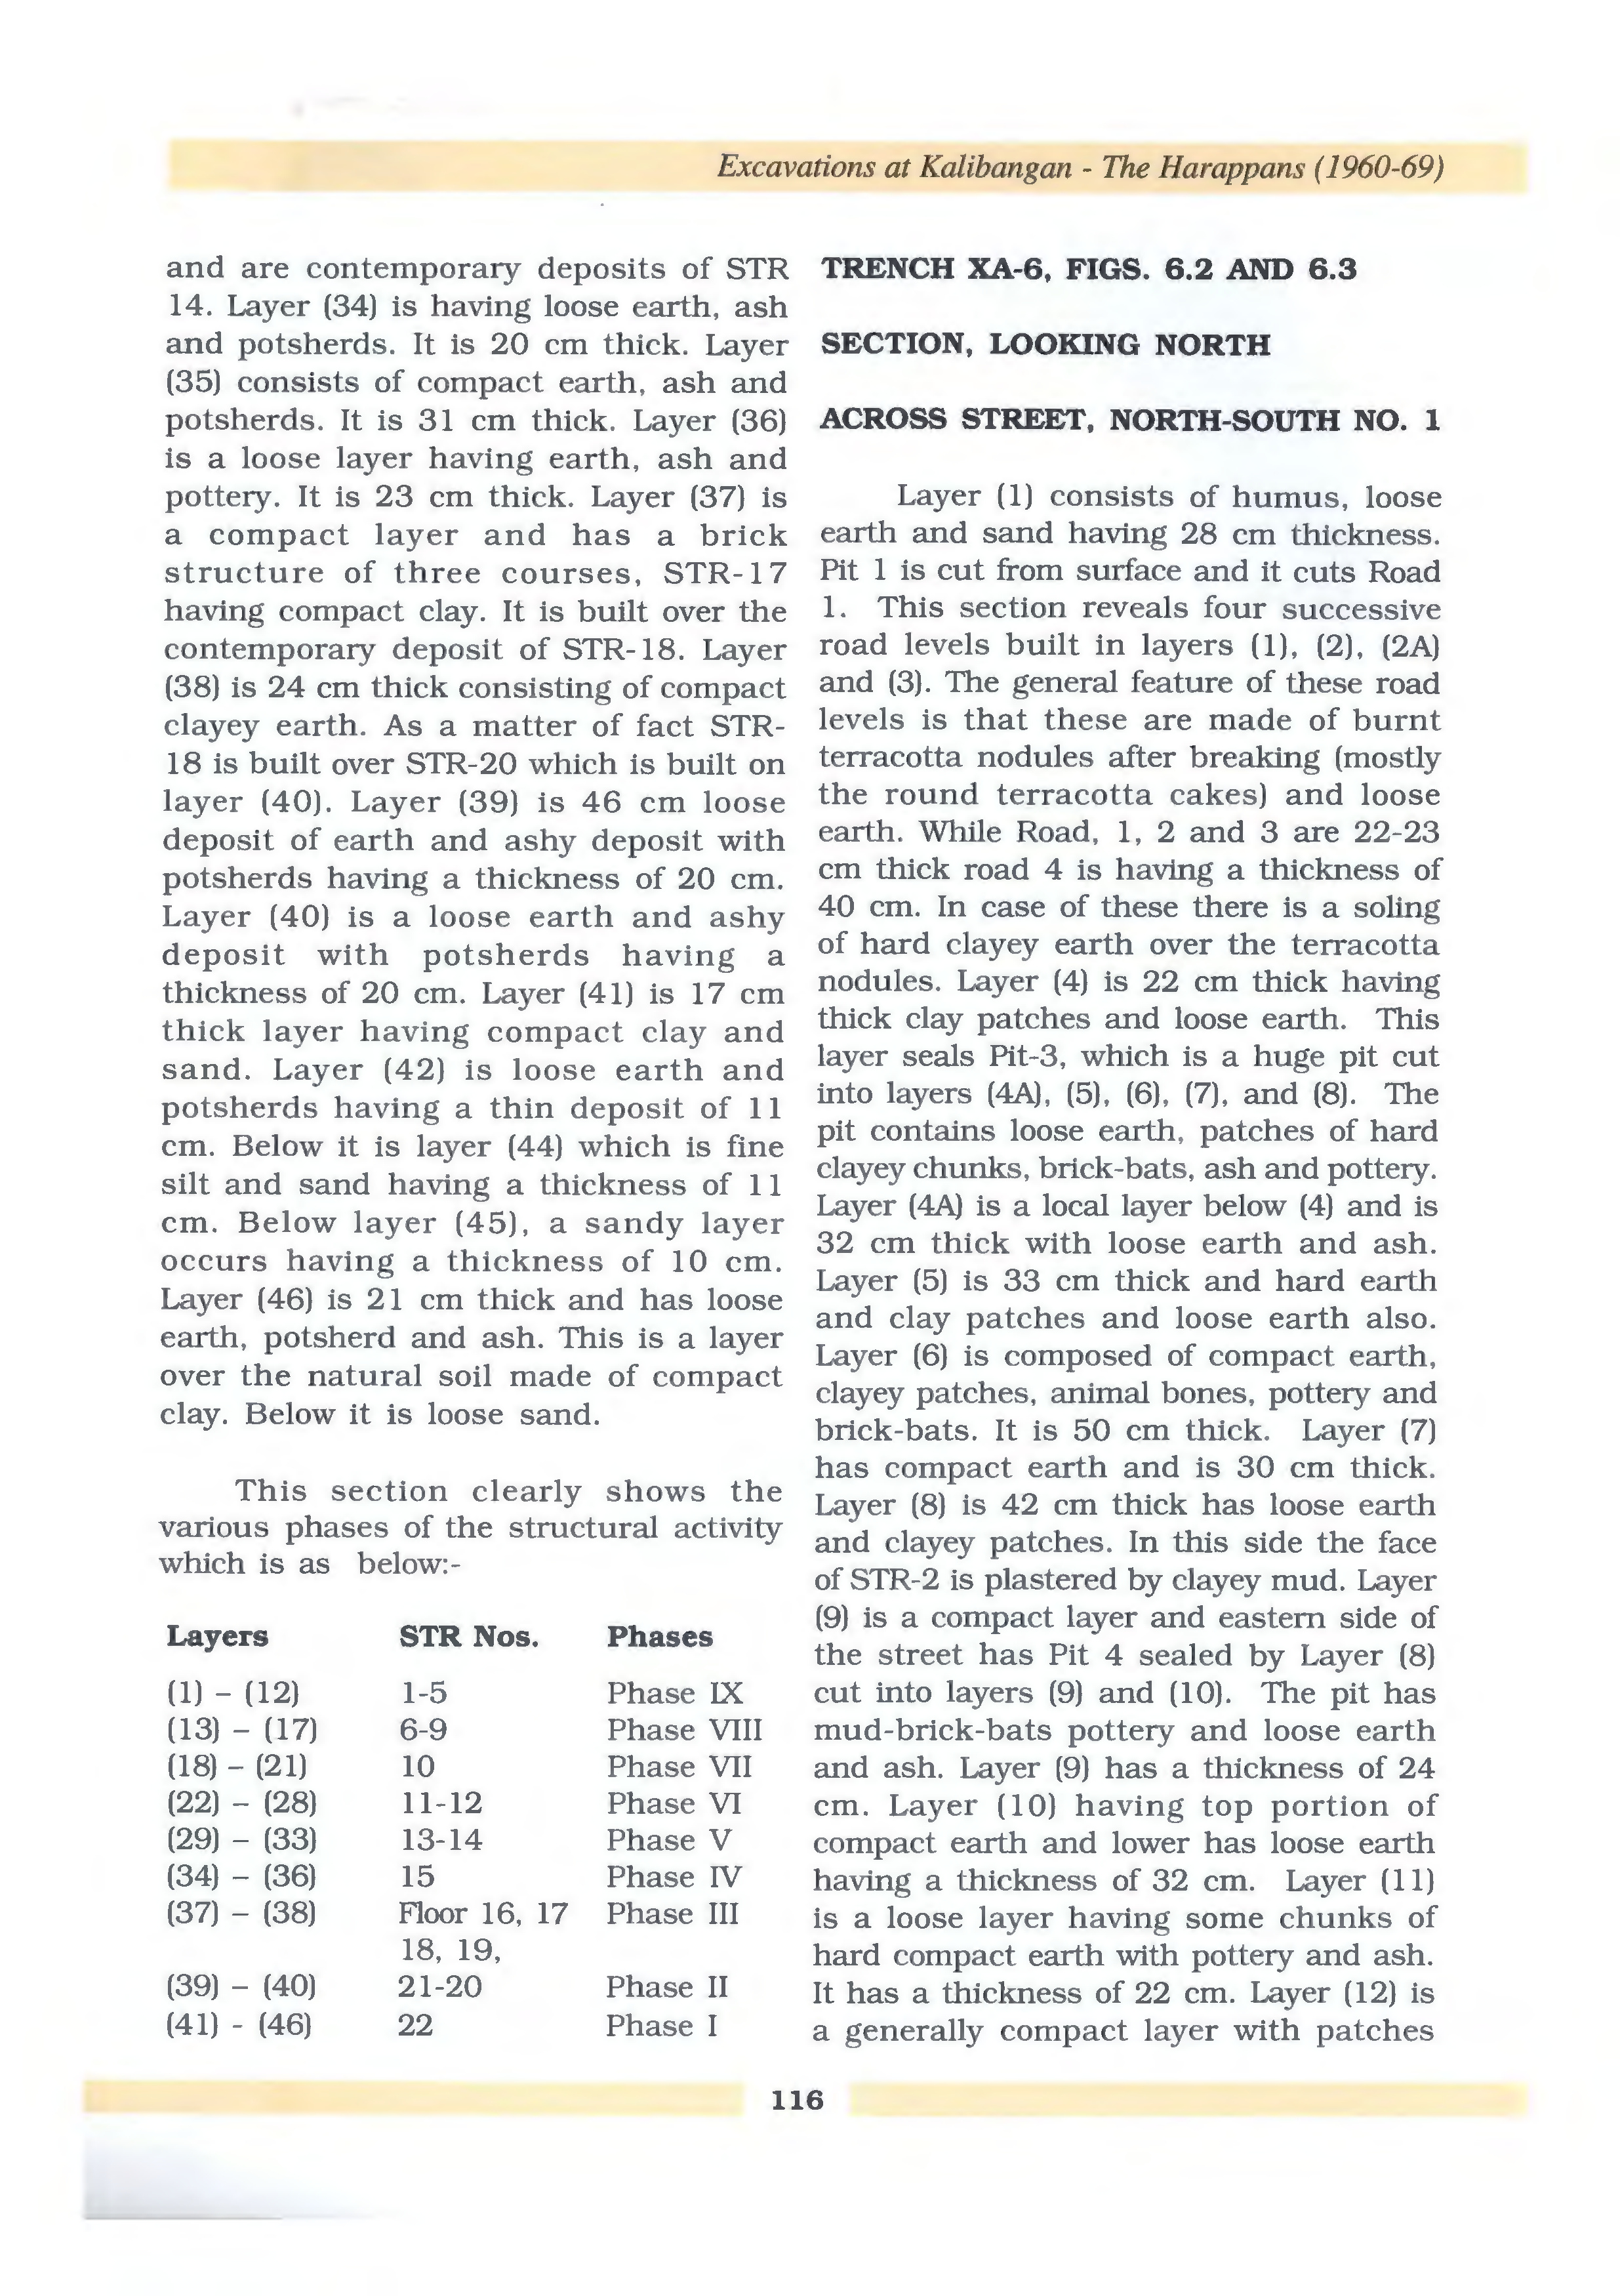 Excavations at Kalibangan - The Harappans (1960-69)
and are contemporary deposits of STR
14. Layer (34) is having loose earth, ash
and potsherds. It is 20 cm thick. Layer
(35) consists of compact earth, ash and
potsherds. It is 31 cm thick. Layer (36)
is a loose layer having earth, ash and
pottery. It is 23 cm thick. Layer (37) is
a compact layer and has a brick
structure of three courses, STR-17
having compact clay. It is built over the
contemporary deposit of STR-18. Layer
(38) is 24 cm thick consisting of compact
clayey earth. As a matter of fact STR-
18 is built over STR-20 which is built on
layer (40). Layer (39) is 46 cm loose
deposit of earth and ashy deposit with
potsherds having a thickness of 20 cm.
Layer (40) is a loose earth and ashy
deposit with potsherds having a
thickness of 20 cm. Layer (41) is 17 cm
thick layer having compact clay and
sand. Layer (42) is loose earth and
potsherds having a thin deposit of 11
cm. Below it is layer (44) which is fine
silt and sand having a thickness of 11
cm. Below layer (45), a sandy layer
occurs having a thickness of 10 cm.
Layer (46) is 21 cm thick and has loose
earth, potsherd and ash. This is a layer
over the natural soil made of compact
clay. Below it is loose sand.
This section clearly shows the
various phases of the structural activity
which is as below:-
Layers STR Nos. Phases
(1) – (12) 1-5 Phase IX
(13) – (17) 6-9 Phase VIII
(18) – (21) 10 Phase VII
(22) – (28) 11-12 Phase VI
(29) – (33) 13-14 Phase V
(34) – (36) 15 Phase IV
(37) – (38) Floor 16, 17 Phase III
18, 19,
(39) – (40) 21-20 Phase II
(41) - (46) 22 Phase I
TRENCH XA-6, FIGS. 6.2 AND 6.3
SECTION, LOOKING NORTH
ACROSS STREET, NORTH-SOUTH NO. 1
Layer (1) consists of humus, loose
earth and sand having 28 cm thickness.
Pit 1 is cut from surface and it cuts Road
1. This section reveals four successive
road levels built in layers (1), (2), (2A)
and (3). The general feature of these road
levels is that these are made of burnt
terracotta nodules after breaking (mostly
the round terracotta cakes) and loose
earth. While Road, 1, 2 and 3 are 22-23
cm thick road 4 is having a thickness of
40 cm. In case of these there is a soling
of hard clayey earth over the terracotta
nodules. Layer (4) is 22 cm thick having
thick clay patches and loose earth. This
layer seals Pit-3, which is a huge pit cut
into layers (4A), (5), (6), (7), and (8). The
pit contains loose earth, patches of hard
clayey chunks, brick-bats, ash and pottery.
Layer (4A) is a local layer below (4) and is
32 cm thick with loose earth and ash.
Layer (5) is 33 cm thick and hard earth
and clay patches and loose earth also.
Layer (6) is composed of compact earth,
clayey patches, animal bones, pottery and
brick-bats. It is 50 cm thick. Layer (7)
has compact earth and is 30 cm thick.
Layer (8) is 42 cm thick has loose earth
and clayey patches. In this side the face
of STR-2 is plastered by clayey mud. Layer
(9) is a compact layer and eastern side of
the street has Pit 4 sealed by Layer (8)
cut into layers (9) and (10). The pit has
mud-brick-bats pottery and loose earth
and ash. Layer (9) has a thickness of 24
cm. Layer (10) having top portion of
compact earth and lower has loose earth
having a thickness of 32 cm. Layer (11)
is a loose layer having some chunks of
hard compact earth with pottery and ash.
It has a thickness of 22 cm. Layer (12) is
a generally compact layer with patches
116